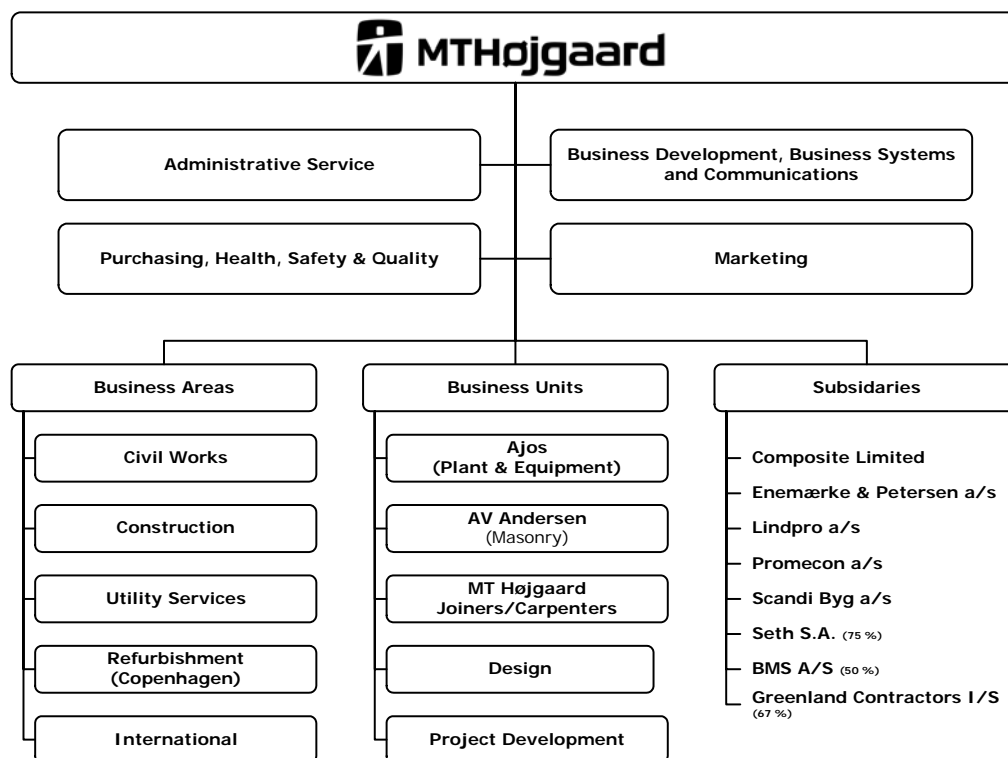 MTHøjgaard
Administrative Service
Business Development, Business Systems
and Communications
Purchasing, Health, Safety & Quality
Marketing
Business Areas
Civil Works
Construction
Utility Services
Refurbishment
(Copenhagen)
International
Business Units
Ajos
(Plant & Equipment)
AV Andersen
(Masonry)
MT Højgaard
Joiners/Carpenters
Design
Project Development
Subsidaries
Composite Limited
Enemærke & Petersen a/s
Lindpro a/s
Promecon a/s
Scandi Byg a/s
Seth S.A. (75 %)
BMS A/S (50 %)
Greenland Contractors I/S
(67 %)